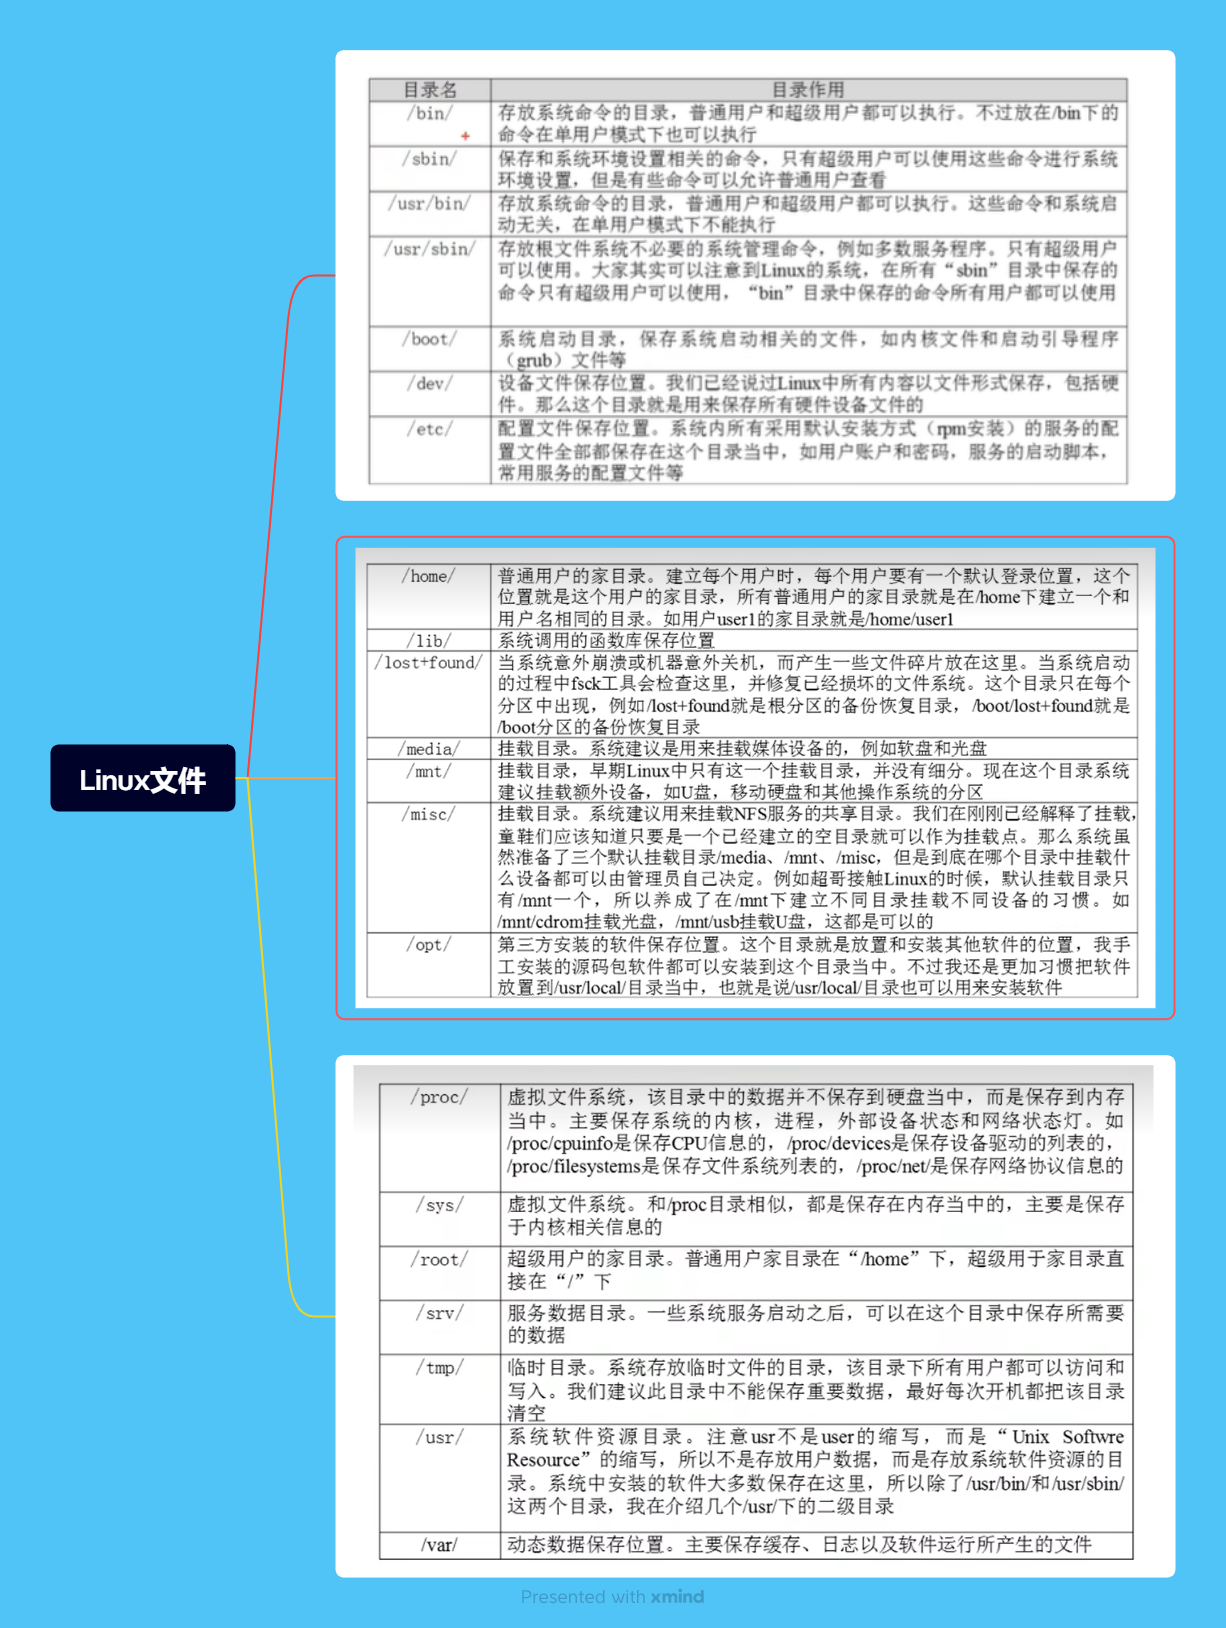 目录名 目录作用
/bin/ 存放系统命令的目录，普通用户和超级用户都可以执行。不过放在/bin下的
命令在单用户模式下也可以执行
/sbin/ 保存和系统环境设置相关的命令，只有超级用户可以使用这些命令进行系统
环境设置，但是有些命令可以允许普通用户查看
/usr/bin/ 存放系统命令的目录，普通用户和超级用户都可以执行。这些命令和系统启
动无关，在单用户模式下不能执行
/usr/sbin/ 存放根文件系统不必要的系统管理命令，例如多数服务程序。只有超级用户
可以使用。大家其实可以注意到Linux的系统，在所有“sbin”目录中保存的
命令只有超级用户可以使用，“bin”目录中保存的命令所有用户都可以使用
/boot/ 系统启动目录，保存系统启动相关的文件，如内核文件和启动引导程序
（grub）文件等
/dev/ 设备文件保存位置。我们已经说过Linux中所有内容以文件形式保存，包括硬
件。那么这个目录就是用来保存所有硬件设备文件的
/etc/ 配置文件保存位置。系统内所有采用默认安装方式（rpm安装）的服务的配
置文件全部都保存在这个目录当中，如用户账户和密码，服务的启动脚本，
常用服务的配置文件等
/home/ 普通用户的家目录。建立每个用户时，每个用户要有一个默认登录位置，这个
位置就是这个用户的家目录，所有普通用户的家目录就是在/home下建立一个和
用户名相同的目录。如用户user1的家目录就是/home/user1
/lib/ 系统调用的函数库保存位置
/lost+found/ 当系统意外崩溃或机器意外关机，而产生一些文件碎片放在这里。当系统启动
的过程中fsck工具会检查这里，并修复已经损坏的文件系统。这个目录只在每个
分区中出现，例如/lost+found就是根分区的备份恢复目录，/boot/lost+found就是
/boot分区的备份恢复目录
/media/ 挂载目录。系统建议是用来挂载媒体设备的，例如软盘和光盘
/mnt/ 挂载目录，早期Linux中只有这一个挂载目录，并没有细分。现在这个目录系统
建议挂载额外设备，如U盘，移动硬盘和其他操作系统的分区
/misc/ 挂载目录。系统建议用来挂载NFS服务的共享目录。我们在刚刚已经解释了挂载，
童鞋们应该知道只要是一个已经建立的空目录就可以作为挂载点。那么系统虽
然准备了三个默认挂载目录/media、/mnt、/misc，但是到底在哪个目录中挂载什
么设备都可以由管理员自己决定。例如超哥接触Linux的时候，默认挂载目录只
有/mnt一个，所以养成了在/mnt下建立不同目录挂载不同设备的习惯。如
/mnt/cdrom挂载光盘，/mnt/usb挂载U盘，这都是可以的
/opt/ 第三方安装的软件保存位置。这个目录就是放置和安装其他软件的位置，我手
工安装的源码包软件都可以安装到这个目录当中。不过我还是更加习惯把软件
放置到/usr/local/目录当中，也就是说/usr/local/目录也可以用来安装软件
Linux文件
/proc/ 虚拟文件系统，该目录中的数据并不保存到硬盘当中，而是保存到内存
当中。主要保存系统的内核，进程，外部设备状态和网络状态灯。如
/proc/cpuinfo是保存CPU信息的，/proc/devices是保存设备驱动的列表的，
/proc/filesystems是保存文件系统列表的，/proc/net/是保存网络协议信息的
/sys/ 虚拟文件系统。和/proc目录相似，都是保存在内存当中的，主要是保存
于内核相关信息的
/root/ 超级用户的家目录。普通用户家目录在“/home”下，超级用于家目录直
接在“/”下
/srv/ 服务数据目录。一些系统服务启动之后，可以在这个目录中保存所需要
的数据
/tmp/ 临时目录。系统存放临时文件的目录，该目录下所有用户都可以访问和
写入。我们建议此目录中不能保存重要数据，最好每次开机都把该目录
清空
/usr/ 系统软件资源目录。注意usr不是user的缩写，而是“Unix Softwre
Resource”的缩写，所以不是存放用户数据，而是存放系统软件资源的目
录。系统中安装的软件大多数保存在这里，所以除了/usr/bin/和/usr/sbin/
这两个目录，我在介绍几个/usr/下的二级目录
/var/ 动态数据保存位置。主要保存缓存、日志以及软件运行所产生的文件
Presented with xmind